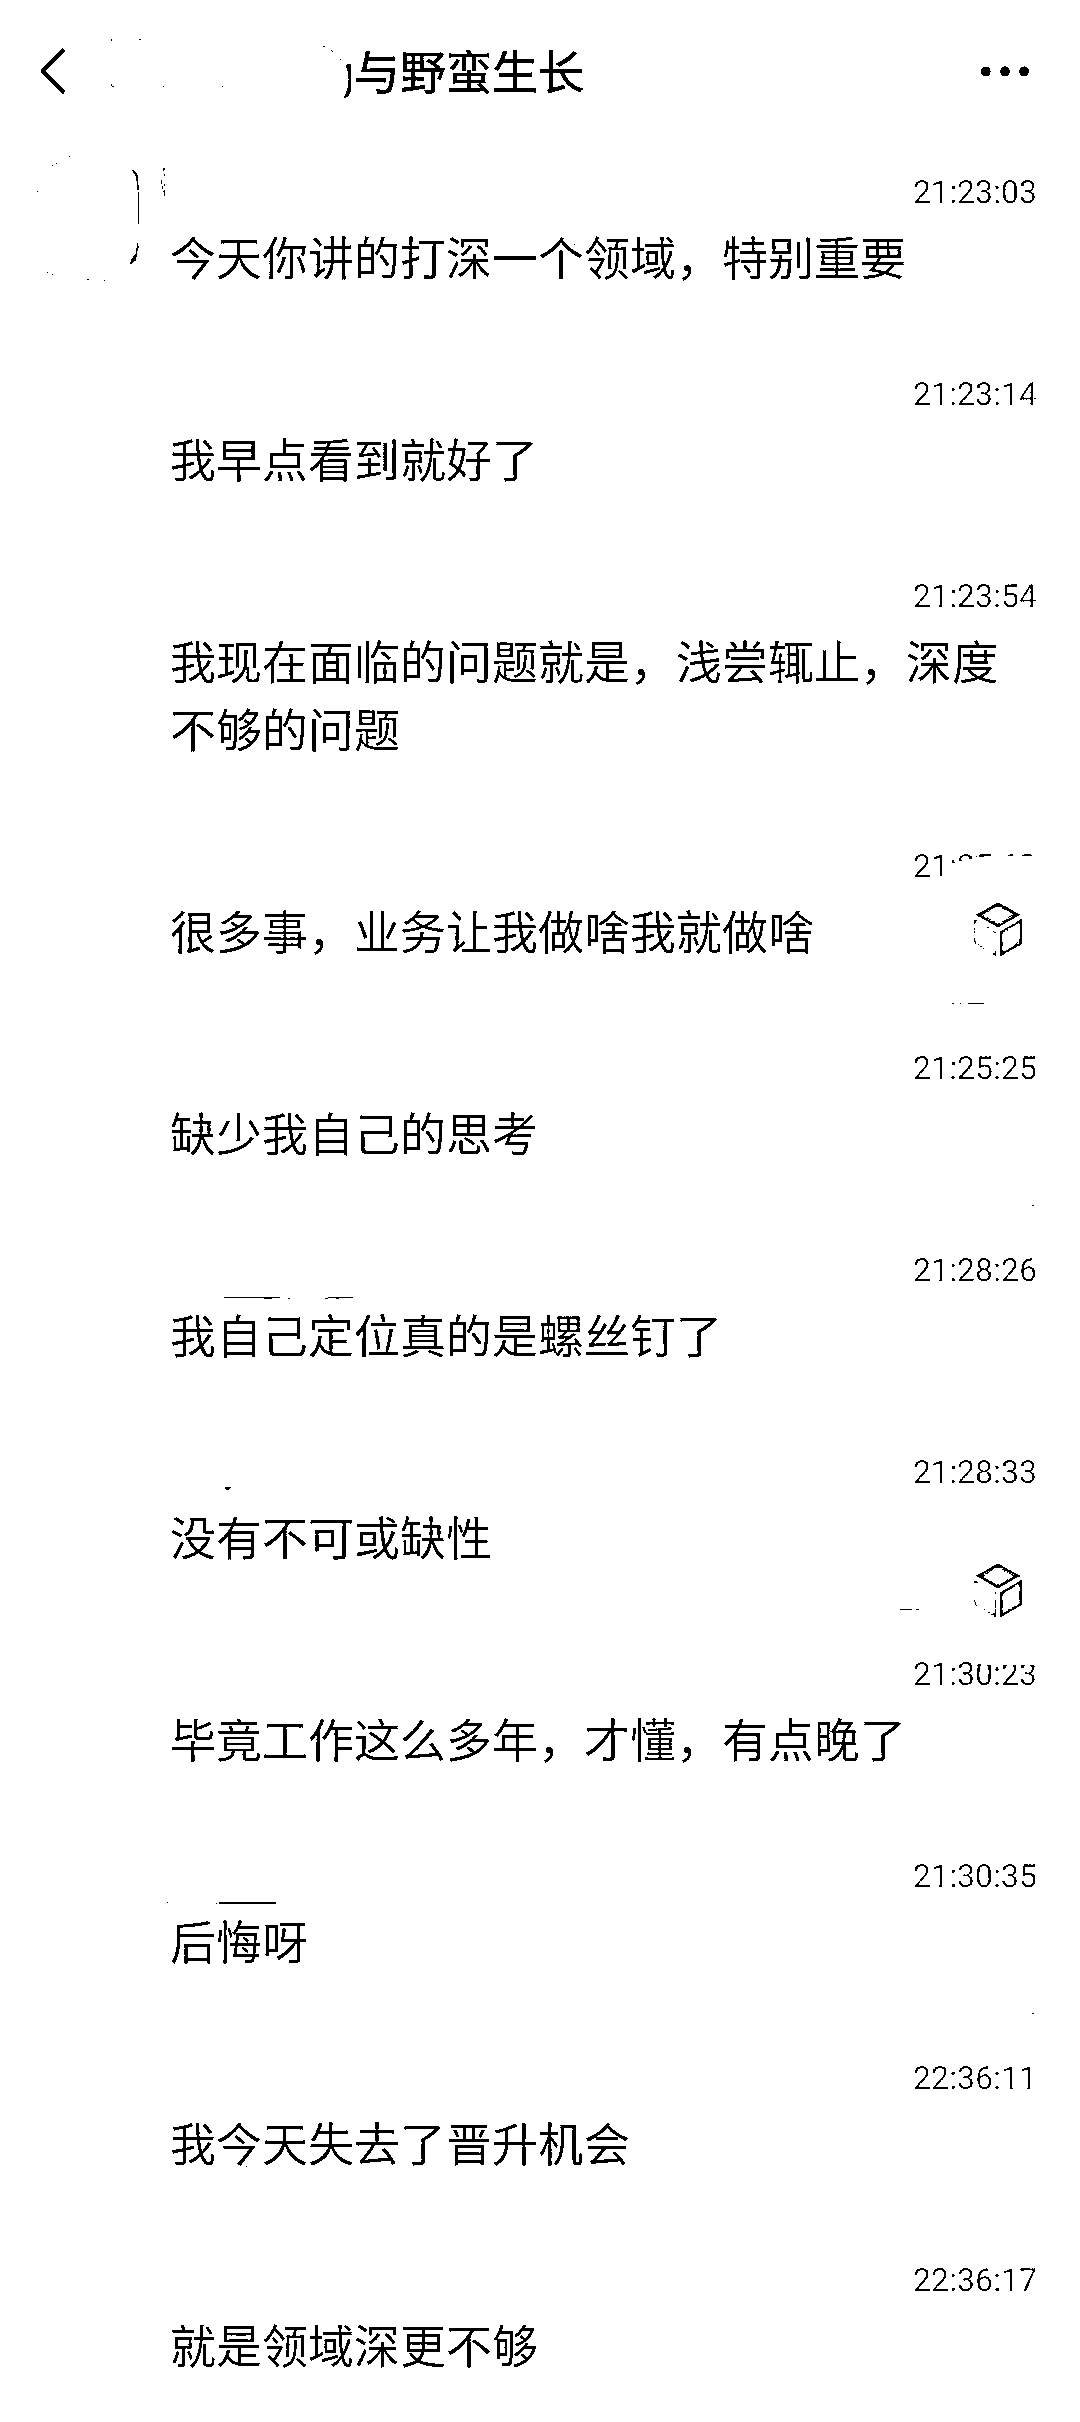 与野蛮生长
21:23:03
今天你讲的打深一个领域，特别重要
21:23:14
我早点看到就好了
21:23:54
我现在面临的问题就是，浅尝辄止，深度
不够的问题
很多事，业务让我做啥我就做啥
21:25:25
缺少我自己的思考
21:28:26
我自己定位真的是螺丝钉了
21:28:33
没有不可或缺性
21:30:23
毕竟工作这么多年，才懂，有点晚了
21:30:35
后悔呀
22:36:11
我今天失去了晋升机会
22:36:17
就是领域深更不够